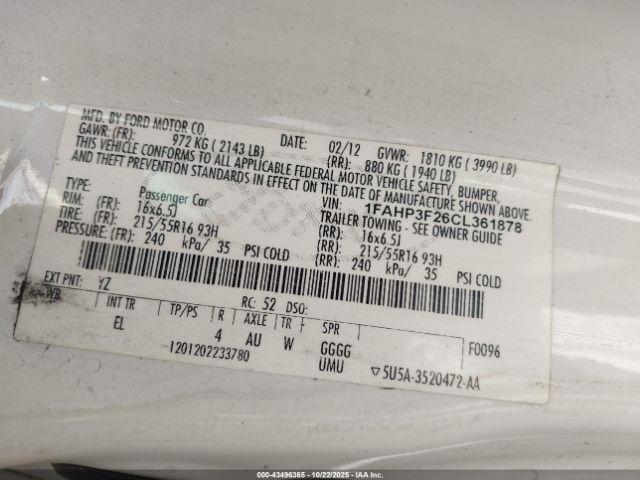 MFD. BY FORD MOTOR CO. DATE: 02/12 GVWR: 1810 KG ( 3990 LB)
GAWR: (FR): 972 KG ( 2143 LB) (RR): 880 KG ( 1940 LB)
THIS VEHICLE CONFORMS TO ALL APPLICABLE FEDERAL MOTOR VEHICLE SAFETY, BUMPER,
AND THEFT PREVENTION STANDARDS IN EFFECT ON THE DATE OF MANUFACTURE SHOWN ABOVE.
VIN: 1FAHP3F26CL361878
TYPE: Passenger Car TRAILER TOWING - SEE OWNER GUIDE
RIM: (FR): 16x6.5J (RR): 16x6.5J
TIRE: (FR): 215/55R16 93H (RR): 215/55R16 93H
PRESSURE: (FR): 240 kPa/ 35 PSI COLD (RR): 240 kPa/ 35 PSI COLD
EXT PNT: YZ RC: 52 DSO:
WB INT TR TP/PS R AXLE TR F SPR F0096
EL 4 AU W GGGG
UMU
1201202233780 5U5A-3520472-AA
000-43496365 - 10/22/2025 - IAA Inc.